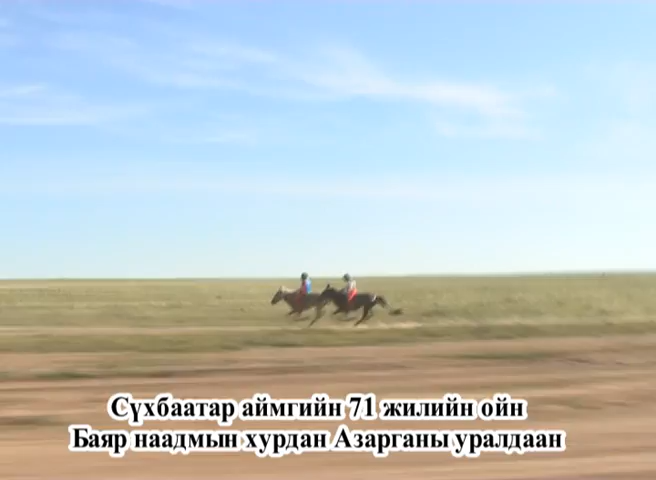 Сүхбаатар аймгийн 71 жилийн ойн
Баяр наадмын хурдан Азарганы уралдаан